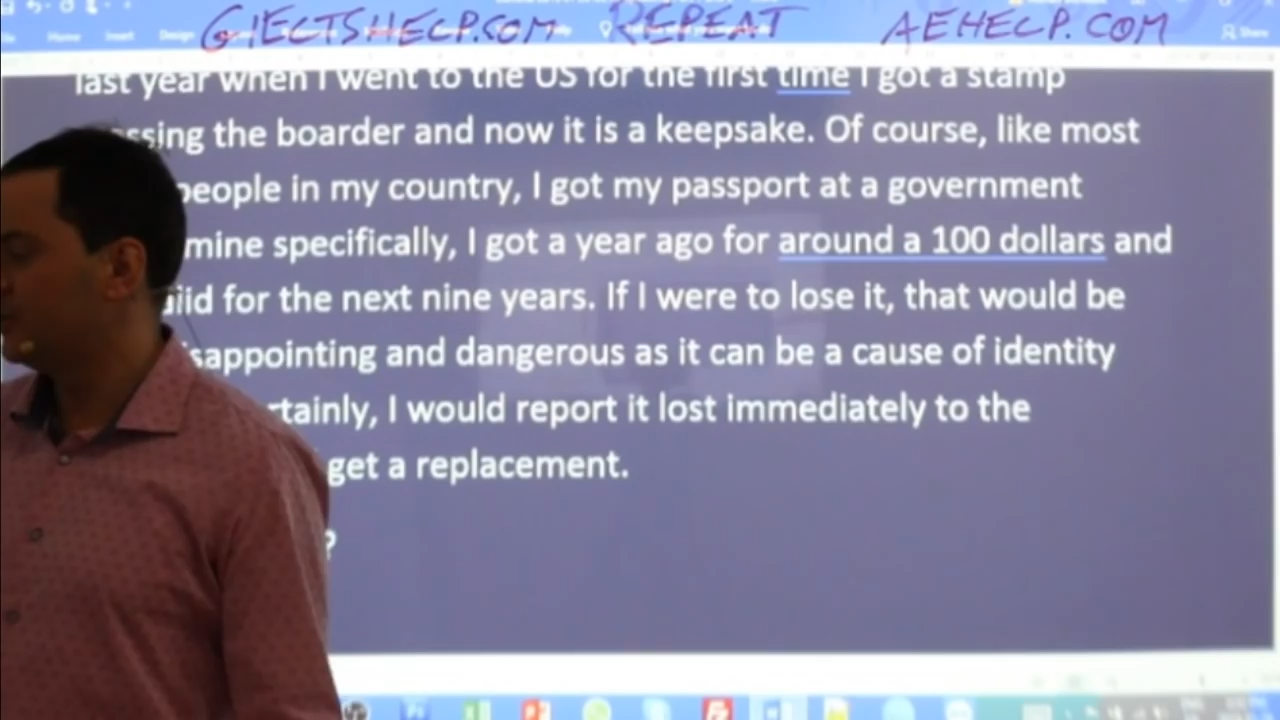 GIELTSHELP.COM REPEAT AEHELP.COM
Home Insert Design Share
last year when I went to the US for the first time I got a stamp
the boarder and now it is a keepsake. Of course, like most
people in my country, I got my passport at a government
mine specifically, I got a year ago for around a 100 dollars and
for the next nine years. If I were to lose it, that would be
and dangerous as it can be a cause of identity
I would report it lost immediately to the
get a replacement.
?